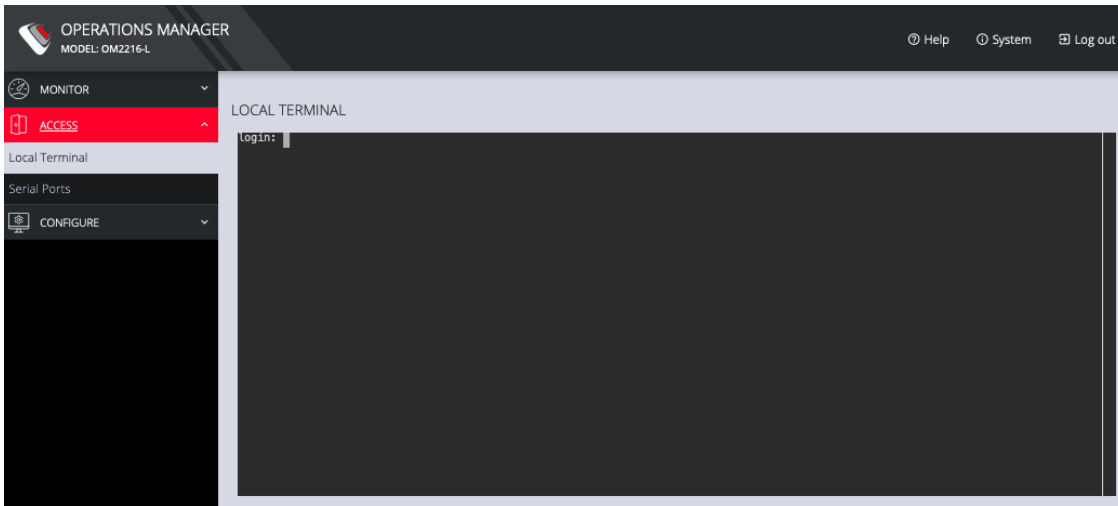 OPERATIONS MANAGER
MODEL: OM2216-L
Help
System
Log out
MONITOR
ACCESS
Local Terminal
Serial Ports
CONFIGURE
LOCAL TERMINAL
login: